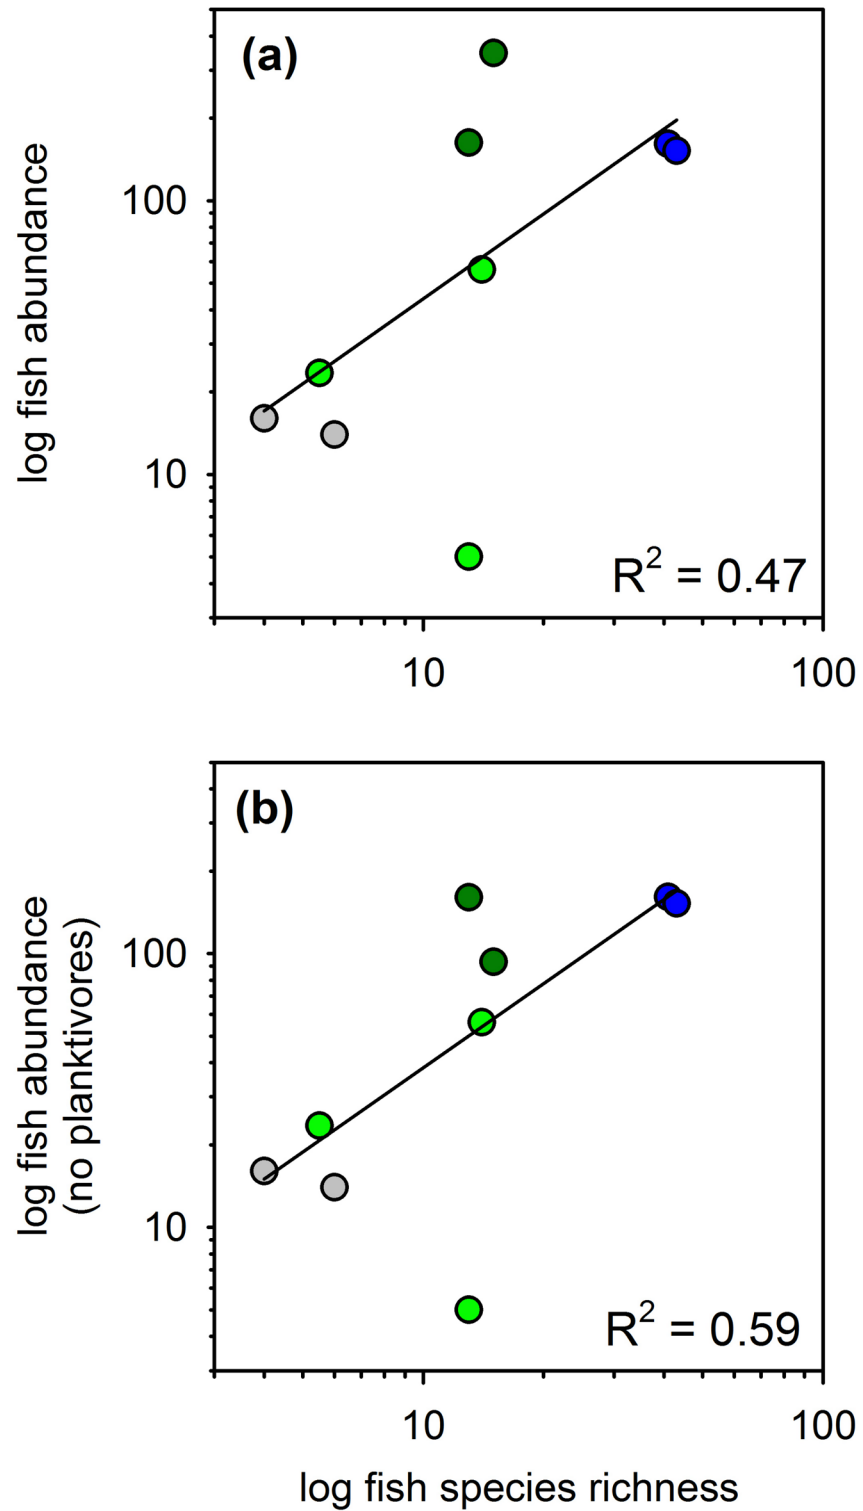 (a)
log fish abundance
100
10
R² = 0.47
10 100
(b)
log fish abundance
(no planktivores)
100
10
R² = 0.59
10 100
log fish species richness